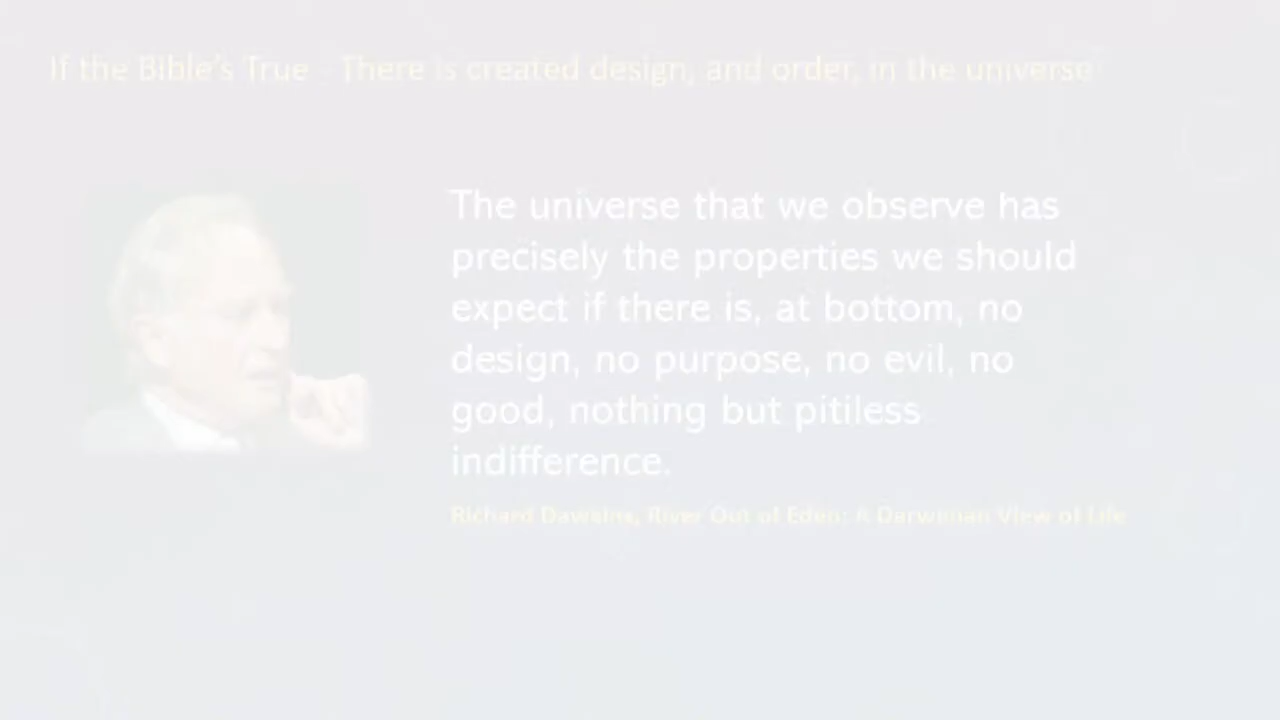 If the Bible's True - There is created design, and order, in the universe
The universe that we observe has
precisely the properties we should
expect if there is, at bottom, no
design, no purpose, no evil, no
good, nothing but pitiless
indifference.
Richard Dawkins, River Out of Eden: A Darwinian View of Life